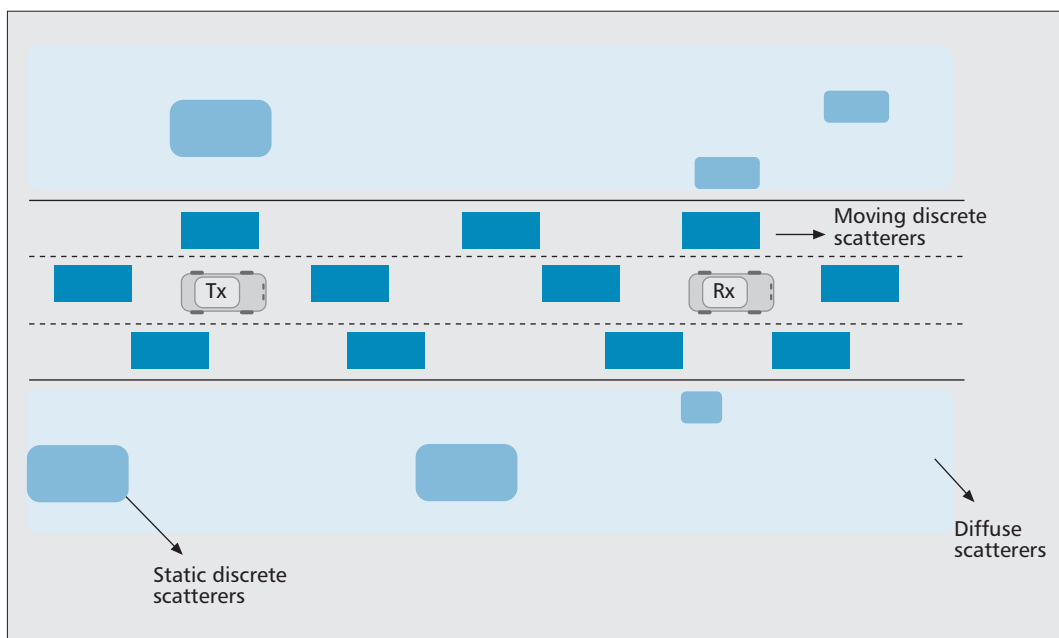 Moving discrete
scatterers
Tx
Rx
Diffuse
scatterers
Static discrete
scatterers